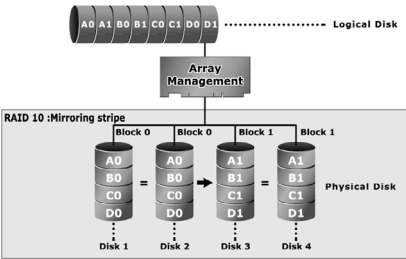 A0 A1 B0 B1 C0 C1 D0 D1 Logical Disk
Array
Management
RAID 10 :Mirroring stripe
Block 0 Block 0 Block 1 Block 1
A0 A0 A1 A1
B0 B0 B1 B1
C0 = C0 C1 = C1 Physical Disk
D0 D0 D1 D1
Disk 1 Disk 2 Disk 3 Disk 4